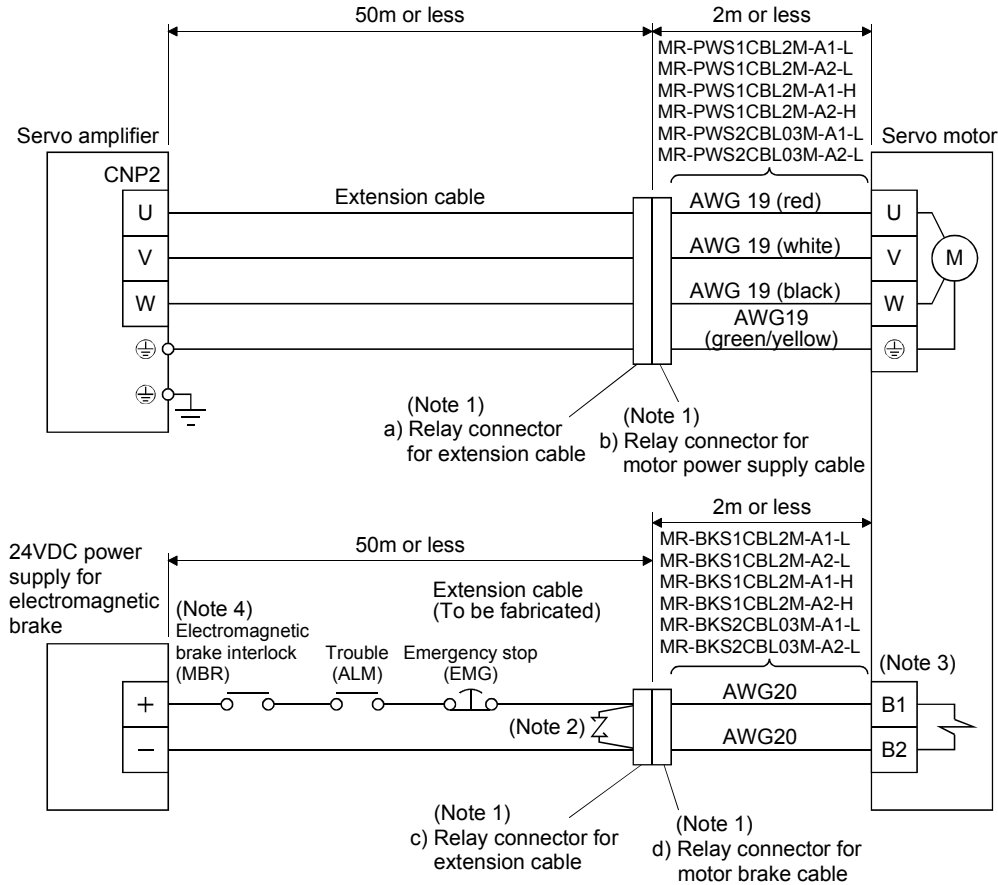 50m or less
2m or less
MR-PWS1CBL2M-A1-L
MR-PWS1CBL2M-A2-L
MR-PWS1CBL2M-A1-H
MR-PWS1CBL2M-A2-H
MR-PWS2CBL03M-A1-L
MR-PWS2CBL03M-A2-L
Servo amplifier
Servo motor
CNP2
U
V
W
Extension cable
AWG 19 (red)
AWG 19 (white)
AWG 19 (black)
AWG19
(green/yellow)
U
V
W
M
(Note 1)
a) Relay connector
for extension cable
(Note 1)
b) Relay connector for
motor power supply cable
24VDC power
supply for
electromagnetic
brake
50m or less
2m or less
MR-BKS1CBL2M-A1-L
MR-BKS1CBL2M-A2-L
MR-BKS1CBL2M-A1-H
MR-BKS1CBL2M-A2-H
MR-BKS2CBL03M-A1-L
MR-BKS2CBL03M-A2-L
Extension cable
(To be fabricated)
(Note 4)
Electromagnetic
brake interlock
(MBR)
Trouble
(ALM)
Emergency stop
(EMG)
(Note 3)
+
−
(Note 2)
AWG20
AWG20
B1
B2
(Note 1)
c) Relay connector for
extension cable
(Note 1)
d) Relay connector for
motor brake cable